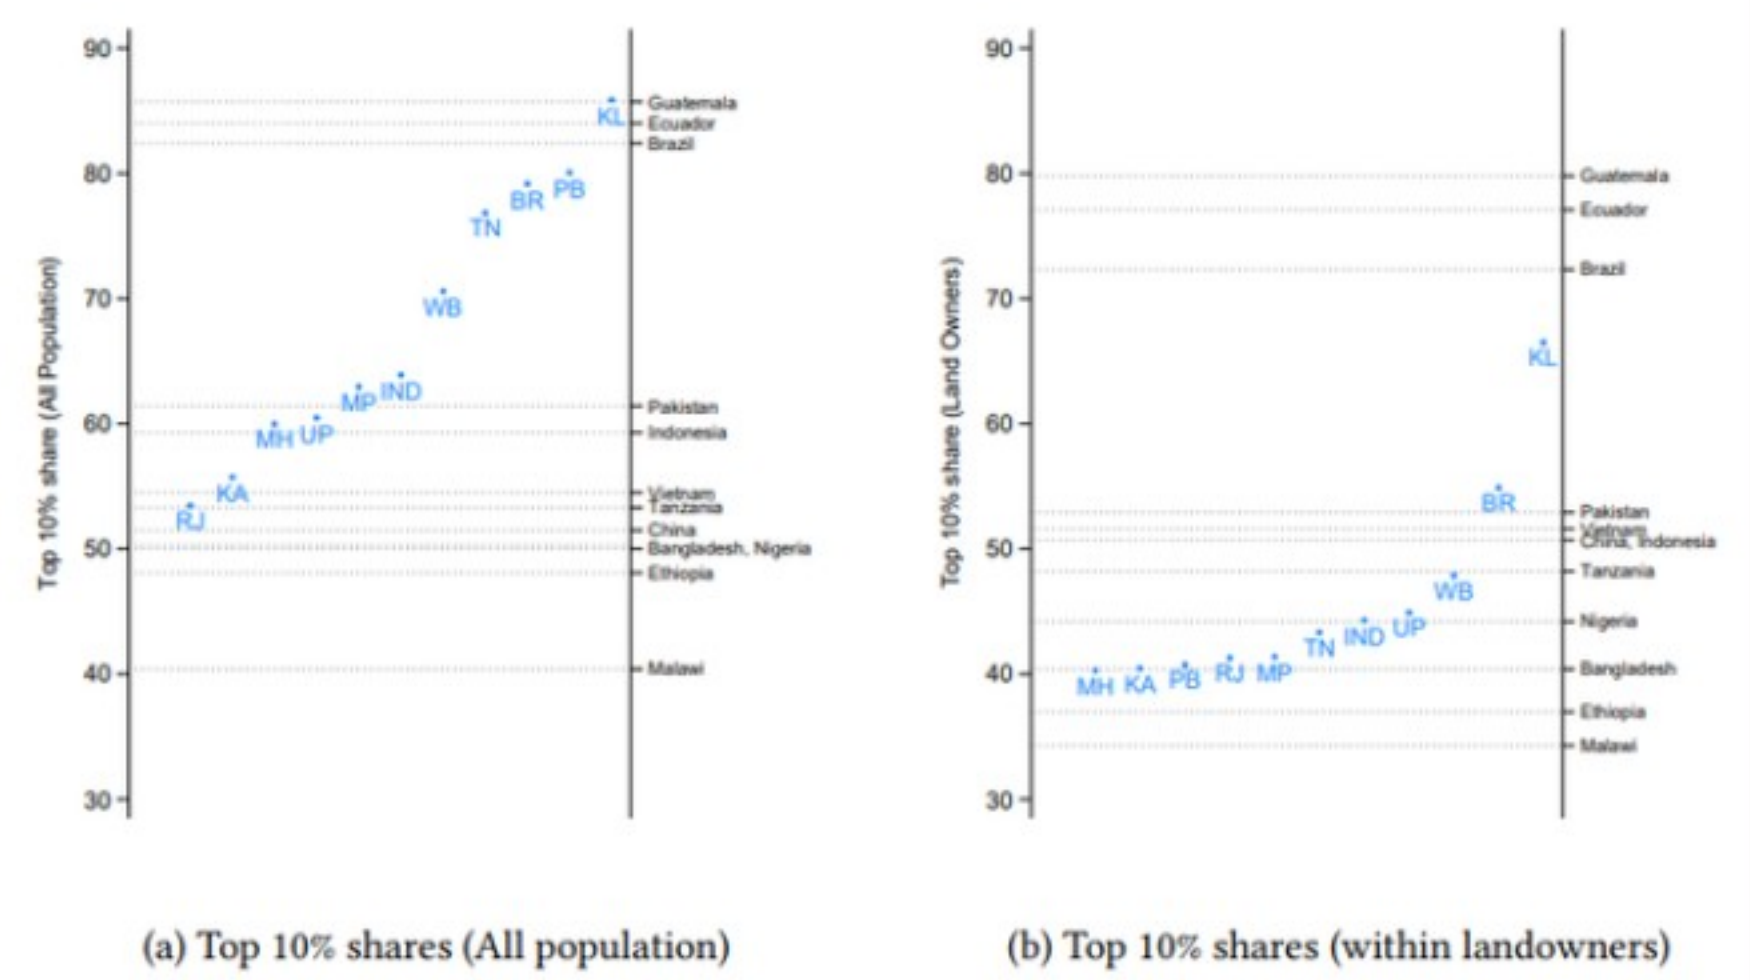 Top 10% share (All Population)
90
80
70
60
50
40
30
RJ
KA
MH
UP
MP
IND
WB
TN
BR
PB
KL
Guatemala
Ecuador
Brazil
Pakistan
Indonesia
Vietnam
Tanzania
China
Bangladesh, Nigeria
Ethiopia
Malawi
(a) Top 10% shares (All population)
Top 10% share (Land Owners)
90
80
70
60
50
40
30
MH
KA
PB
RJ
MP
TN
IND
UP
WB
BR
KL
Guatemala
Ecuador
Brazil
Pakistan
Vietnam
China, Indonesia
Tanzania
Nigeria
Bangladesh
Ethiopia
Malawi
(b) Top 10% shares (within landowners)